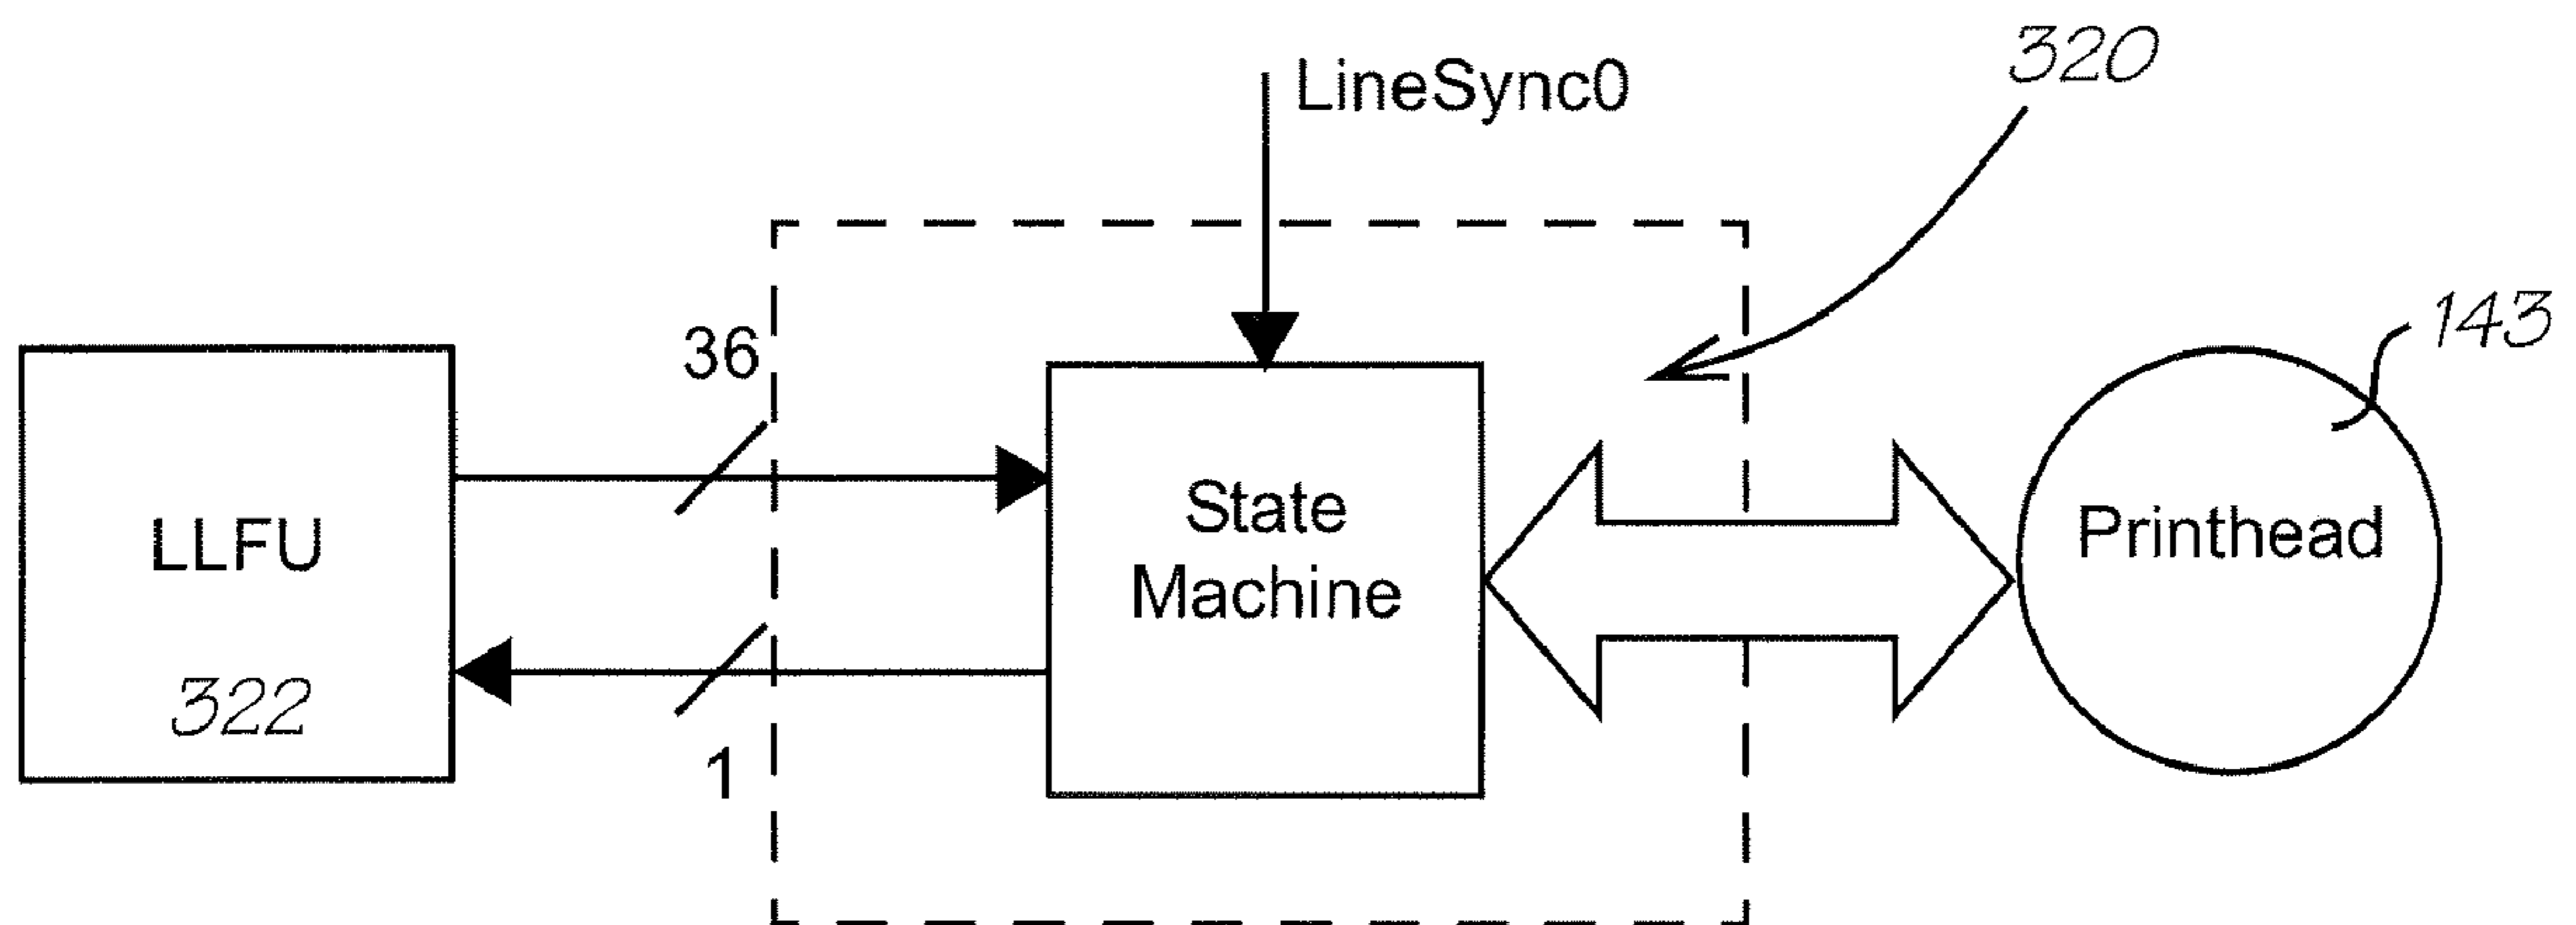 LineSync0
320
36
143
LLFU
State
Machine
Printhead
322
1